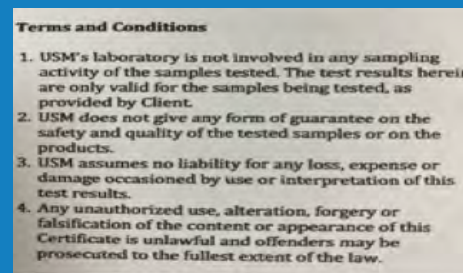 Terms and Conditions
1. USM's laboratory is not involved in any sampling
activity of the samples tested. The test results herein
are only valid for the samples being tested, as
provided by Client.
2. USM does not give any form of guarantee on the
safety and quality of the tested samples or on the
products.
3. USM assumes no liability for any loss, expense or
damage occasioned by use or interpretation of this
test results.
4. Any unauthorized use, alteration, forgery or
falsification of the content or appearance of this
Certificate is unlawful and offenders may be
prosecuted to the fullest extent of the law.